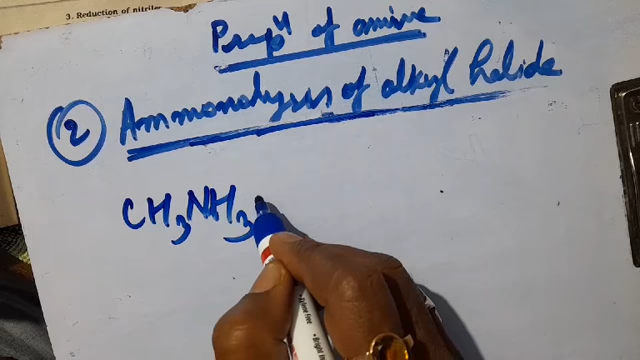 3. Reduction of nitriles
Prepⁿ of amine
② Ammonolysis of alkyl halide
CH₃NH₃